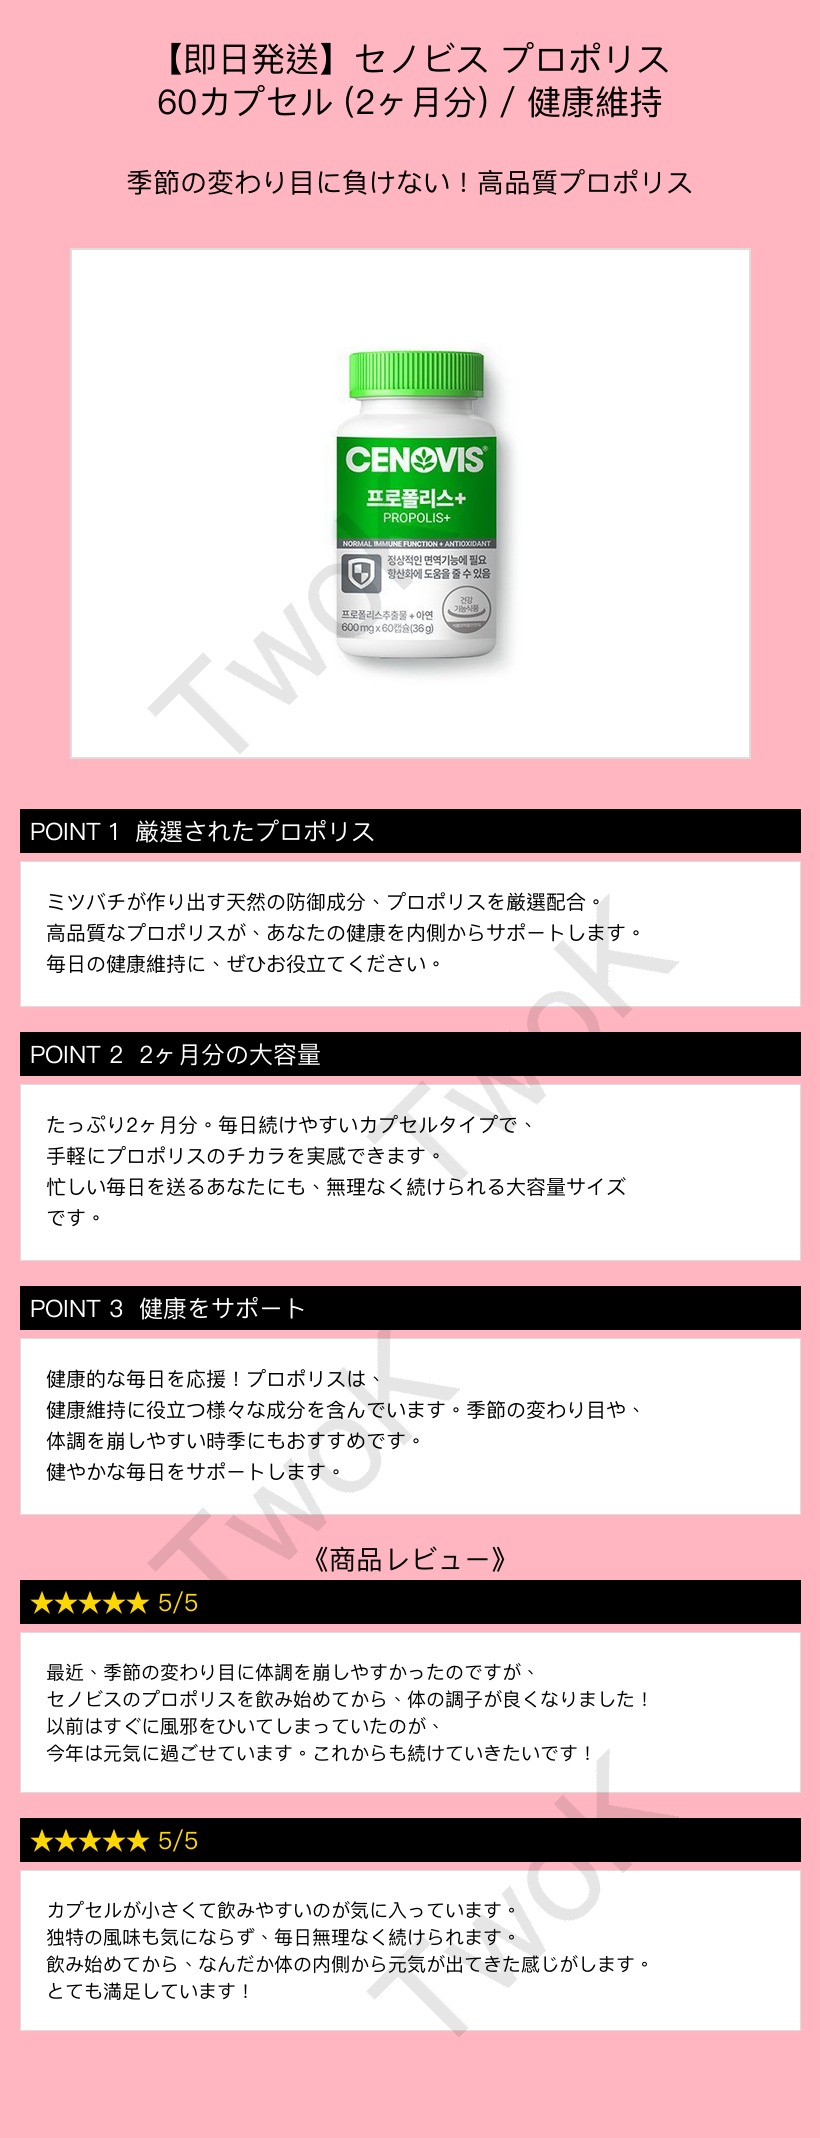 【即日発送】セノビス プロポリス
60カプセル (2ヶ月分) / 健康維持
季節の変わり目に負けない！高品質プロポリス
CENOVIS®
프로폴리스+
PROPOLIS+
NORMAL IMMUNE FUNCTION + ANTIOXIDANT
정상적인 면역기능에 필요
항산화에 도움을 줄 수 있음
건강
기능식품
프로폴리스추출물 + 아연
600 mg x 60캡슐(36 g)
TwoK
POINT 1 厳選されたプロポリス
ミツバチが作り出す天然の防御成分、プロポリスを厳選配合。
高品質なプロポリスが、あなたの健康を内側からサポートします。
毎日の健康維持に、ぜひお役立てください。
TwoK
POINT 2 2ヶ月分の大容量
たっぷり2ヶ月分。毎日続けやすいカプセルタイプで、
手軽にプロポリスのチカラを実感できます。
忙しい毎日を送るあなたにも、無理なく続けられる大容量サイズ
です。
POINT 3 健康をサポート
健康的な毎日を応援！プロポリスは、
健康維持に役立つ様々な成分を含んでいます。季節の変わり目や、
体調を崩しやすい時季にもおすすめです。
健やかな毎日をサポートします。
TwoK
《商品レビュー》
★★★★★ 5/5
最近、季節の変わり目に体調を崩しやすかったのですが、
セノビスのプロポリスを飲み始めてから、体の調子が良くなりました！
以前はすぐに風邪をひいてしまっていたのが、
今年は元気に過ごせています。これからも続けていきたいです！
★★★★★ 5/5
カプセルが小さくて飲みやすいのが気に入っています。
独特の風味も気にならず、毎日無理なく続けられます。
飲み始めてから、なんだか体の内側から元気が出てきた感じがします。
とても満足しています！
TwoK